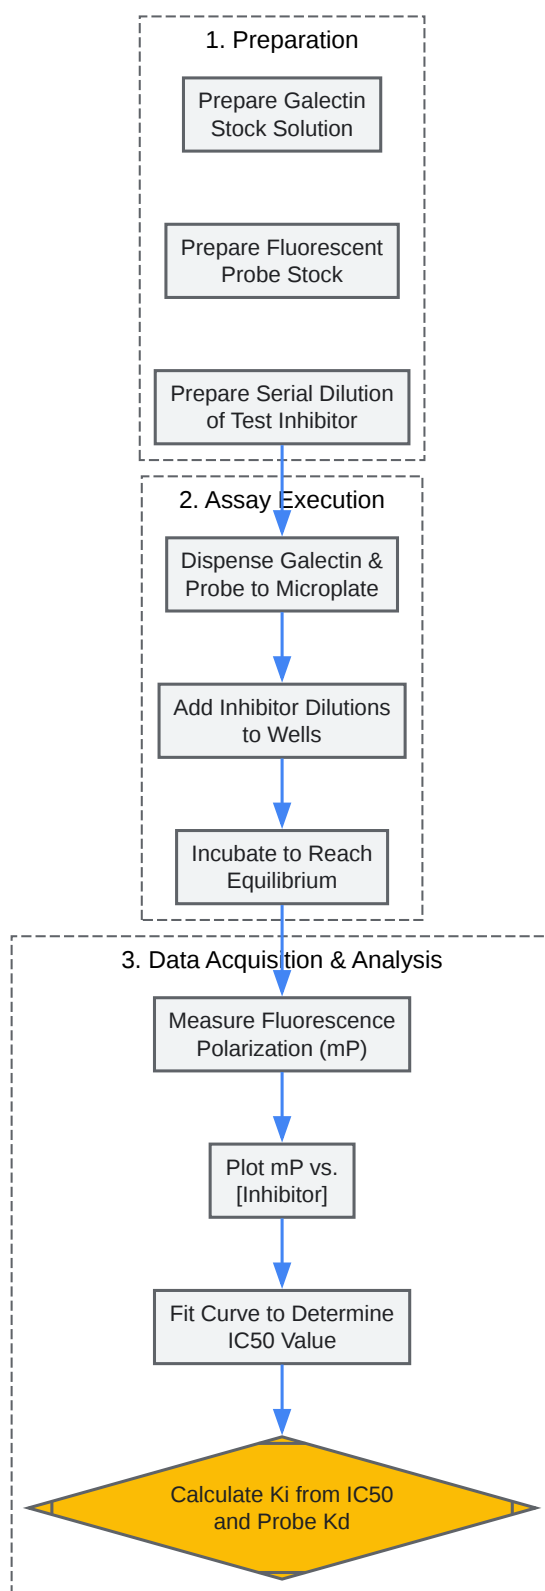 1. Preparation
Prepare Galectin
Stock Solution
Prepare Fluorescent
Probe Stock
Prepare Serial Dilution
of Test Inhibitor
2. Assay Execution
Dispense Galectin &
Probe to Microplate
Add Inhibitor Dilutions
to Wells
Incubate to Reach
Equilibrium
3. Data Acquisition & Analysis
Measure Fluorescence
Polarization (mP)
Plot mP vs.
[Inhibitor]
Fit Curve to Determine
IC50 Value
Calculate Ki from IC50
and Probe Kd